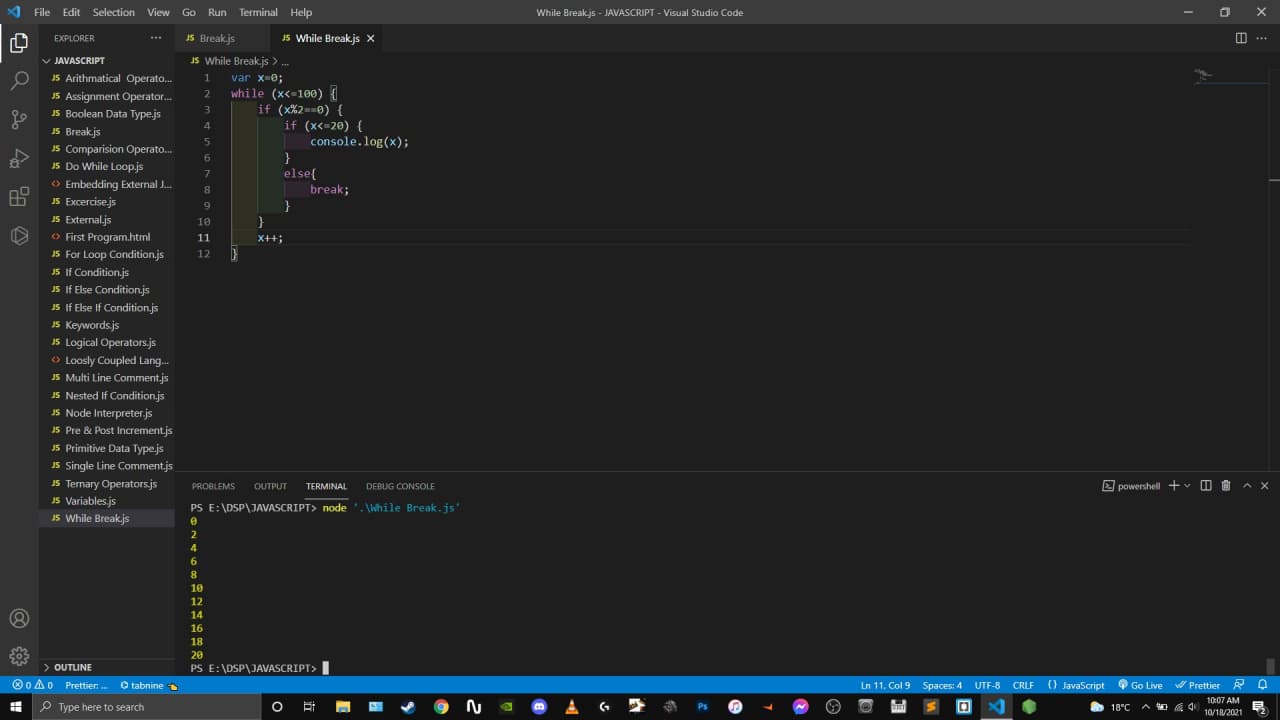 File Edit Selection View Go Run Terminal Help
While Break.js - JAVASCRIPT - Visual Studio Code
EXPLORER
JAVASCRIPT
JS Arithmatical Operato...
JS Assignment Operator...
JS Boolean Data Type.js
JS Break.js
JS Comparision Operato...
JS Do While Loop.js
<> Embedding External J...
JS Excercise.js
JS External.js
<> First Program.html
JS For Loop Condition.js
JS If Condition.js
JS If Else Condition.js
JS If Else If Condition.js
JS Keywords.js
JS Logical Operators.js
<> Loosly Coupled Lang...
JS Multi Line Comment.js
JS Nested If Condition.js
JS Node Interpreter.js
JS Pre & Post Increment.js
JS Primitive Data Type.js
JS Single Line Comment.js
JS Ternary Operators.js
JS Variables.js
JS While Break.js
OUTLINE
JS Break.js
JS While Break.js
JS While Break.js > ...
1 var x=0;
2 while (x<=100) {
3 if (x%2==0) {
4 if (x<=20) {
5 console.log(x);
6 }
7 else{
8 break;
9 }
10 }
11 x++;
12 }
PROBLEMS OUTPUT TERMINAL DEBUG CONSOLE
powershell
PS E:\DSP\JAVASCRIPT> node '.\While Break.js'
0
2
4
6
8
10
12
14
16
18
20
PS E:\DSP\JAVASCRIPT>
0 0 Prettier: ... tabnine
Ln 11, Col 9 Spaces: 4 UTF-8 CRLF {} JavaScript Go Live Prettier
Type here to search
Ps
18°C
10:07 AM
10/18/2021
2